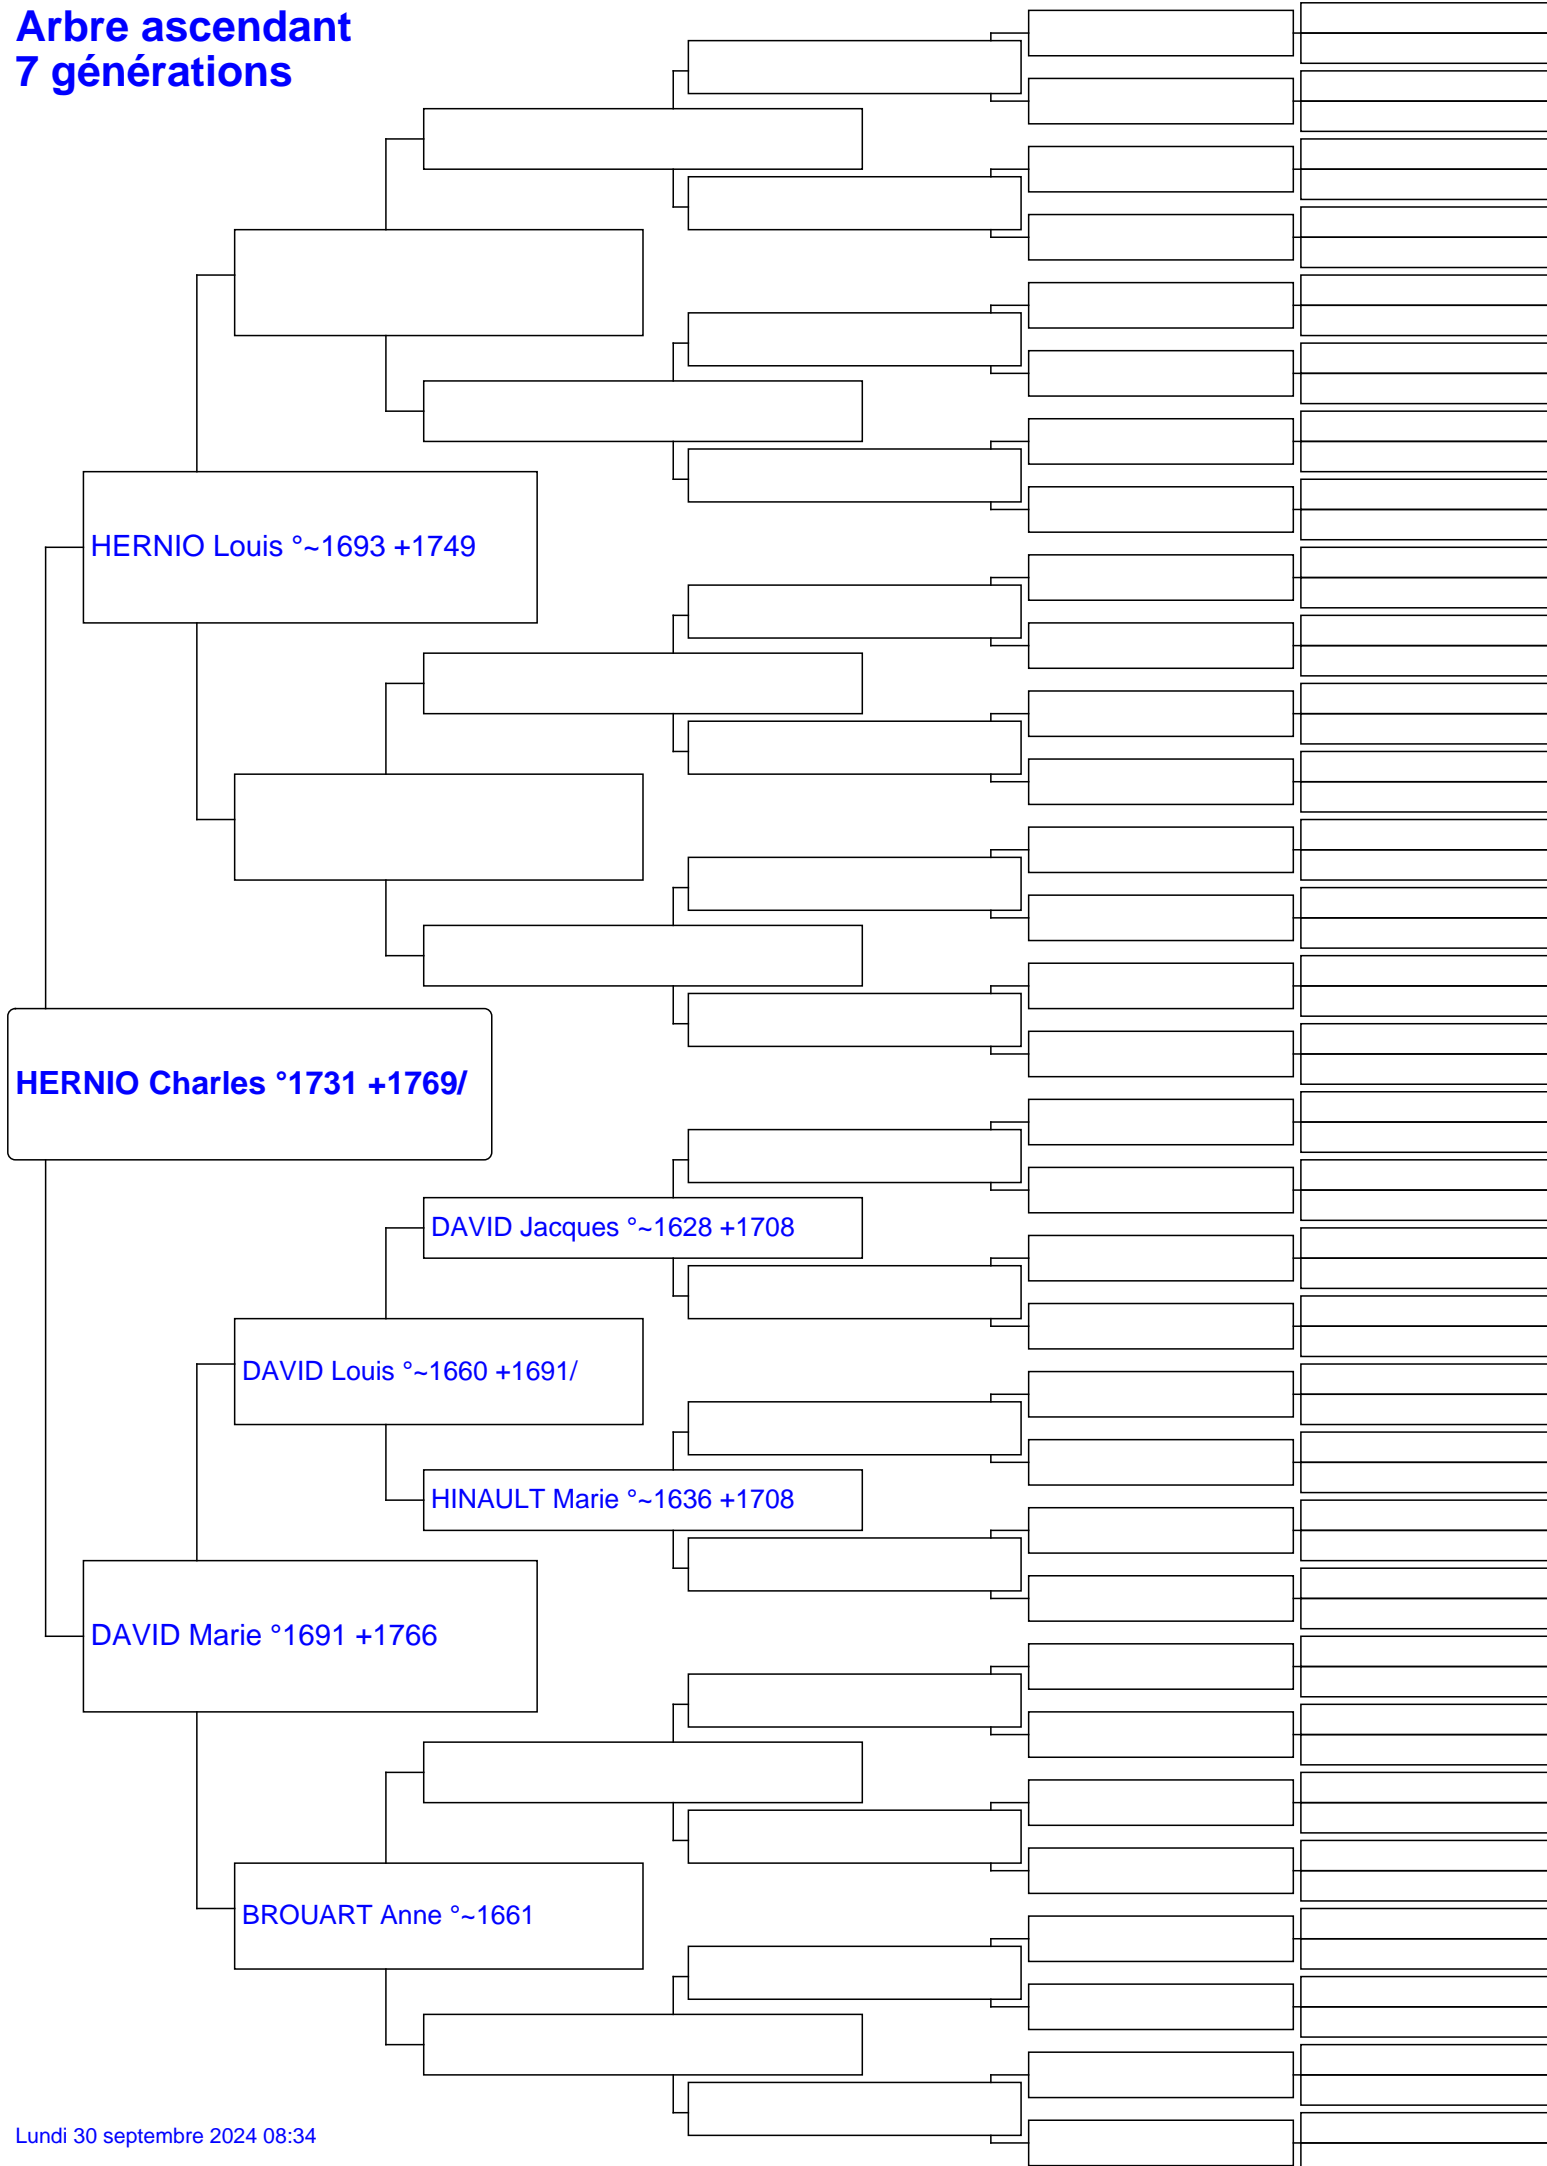 Arbre ascendant
7 générations
HERNIO Louis °~1693 +1749
HERNIO Charles °1731 +1769/
DAVID Jacques °~1628 +1708
DAVID Louis °~1660 +1691/
HINAULT Marie °~1636 +1708
DAVID Marie °1691 +1766
BROUART Anne °~1661
Lundi 30 septembre 2024 08:34